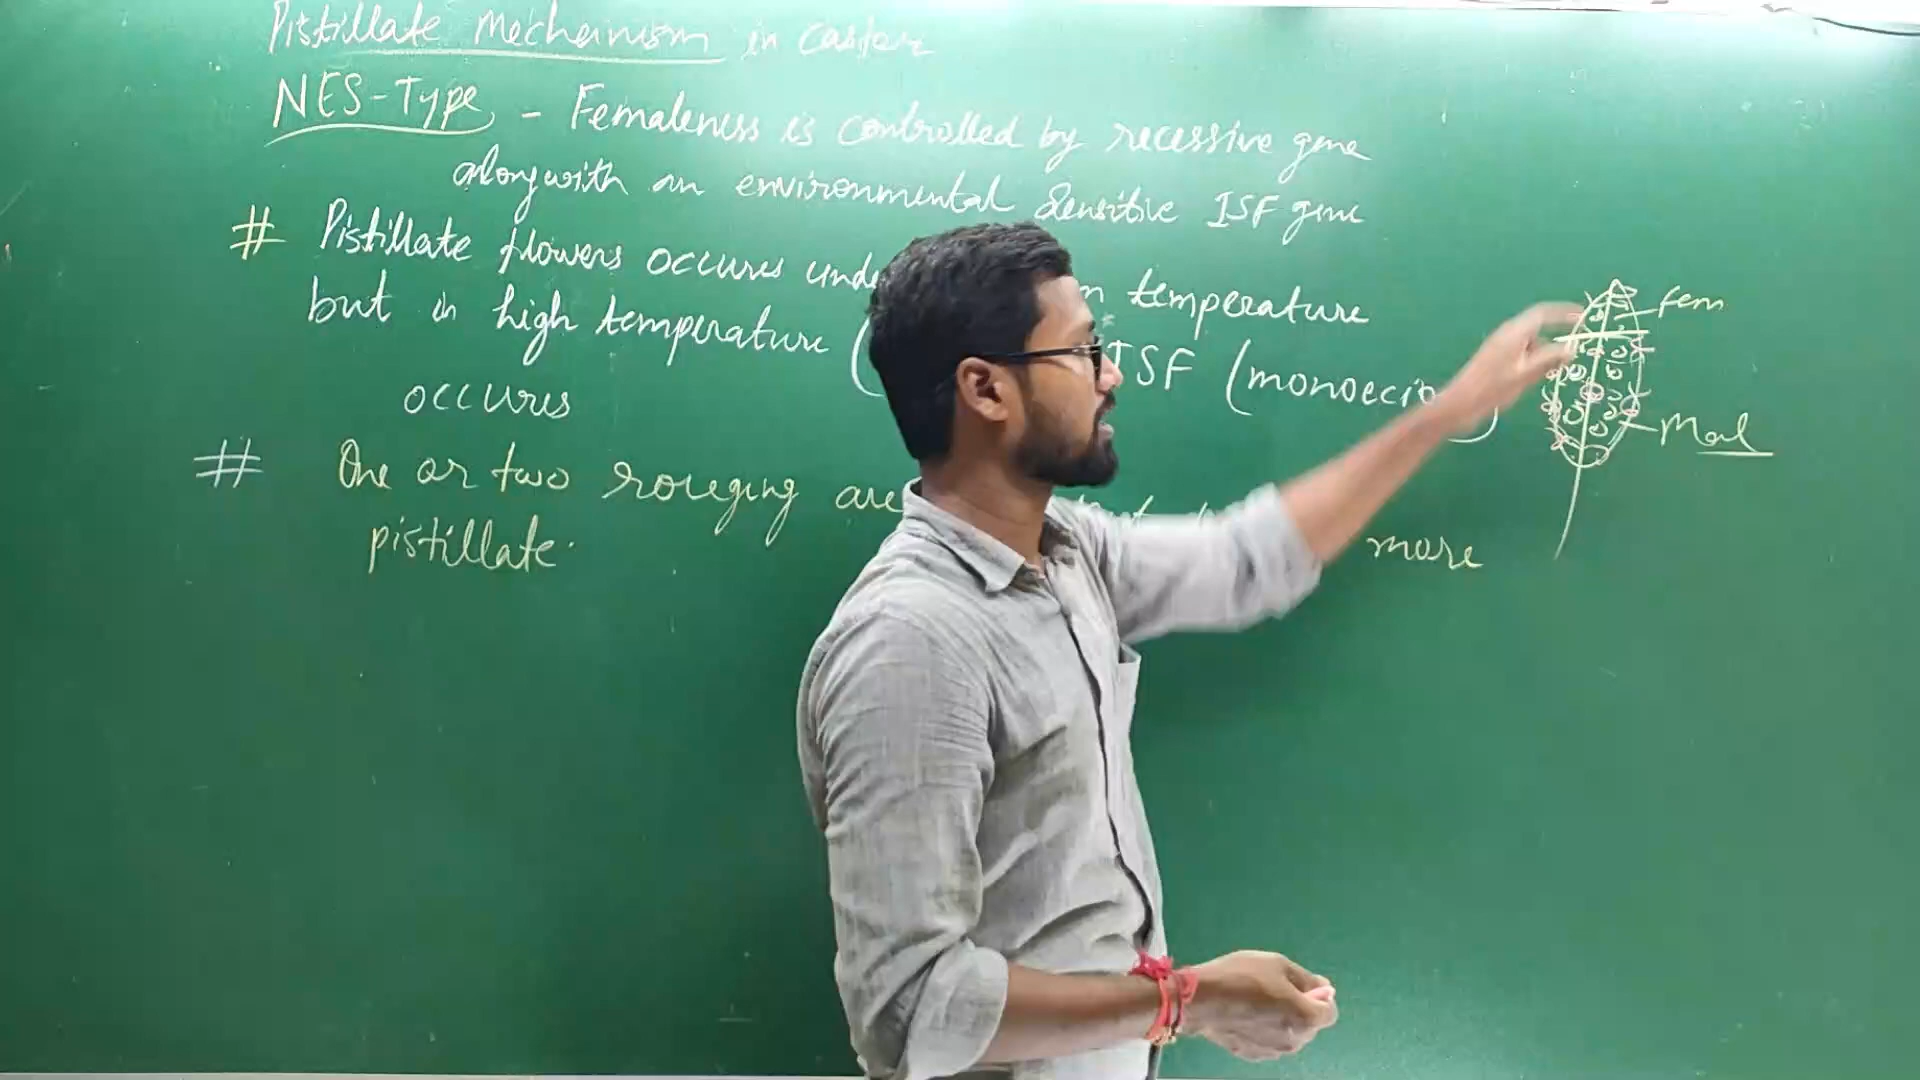 Pistillate Mechanism in castor
NES-Type - Femaleness is controlled by recessive gene
alongwith an environmental sensitive ISF gene
# Pistillate flowers occures temperature
but in high temperature ( ISF (monoecio )
occures
# One or two rouging are more
pistillate.
Fem
Mal